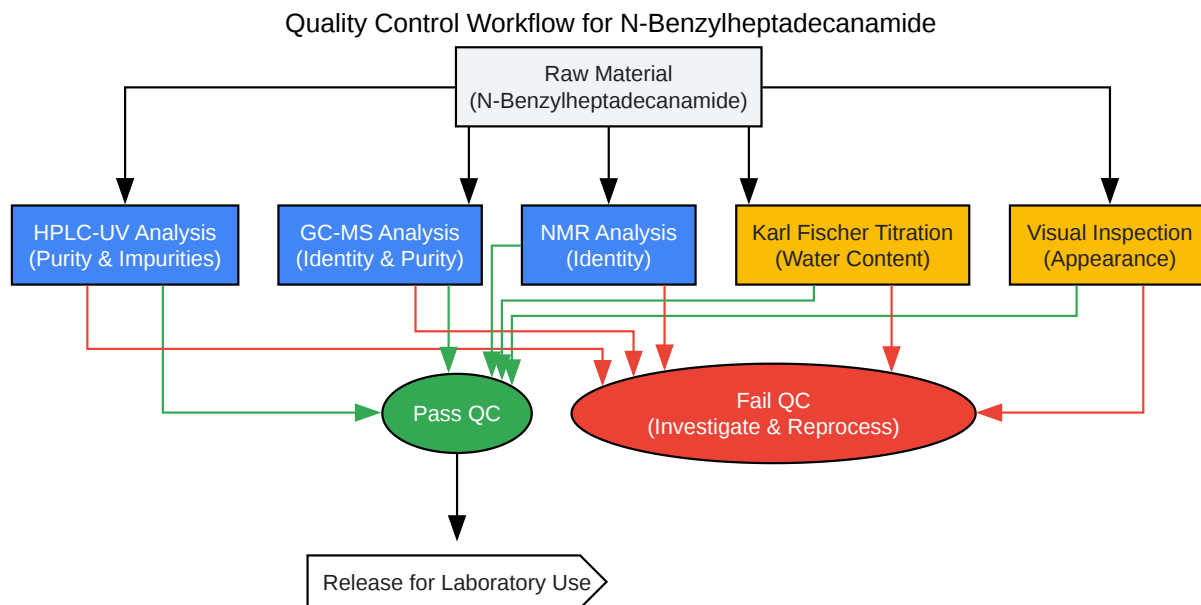 Quality Control Workflow for N-Benzylheptadecanamide
Raw Material
(N-Benzylheptadecanamide)
HPLC-UV Analysis
(Purity & Impurities)
GC-MS Analysis
(Identity & Purity)
NMR Analysis
(Identity)
Karl Fischer Titration
(Water Content)
Visual Inspection
(Appearance)
Pass QC
Fail QC
(Investigate & Reprocess)
Release for Laboratory Use